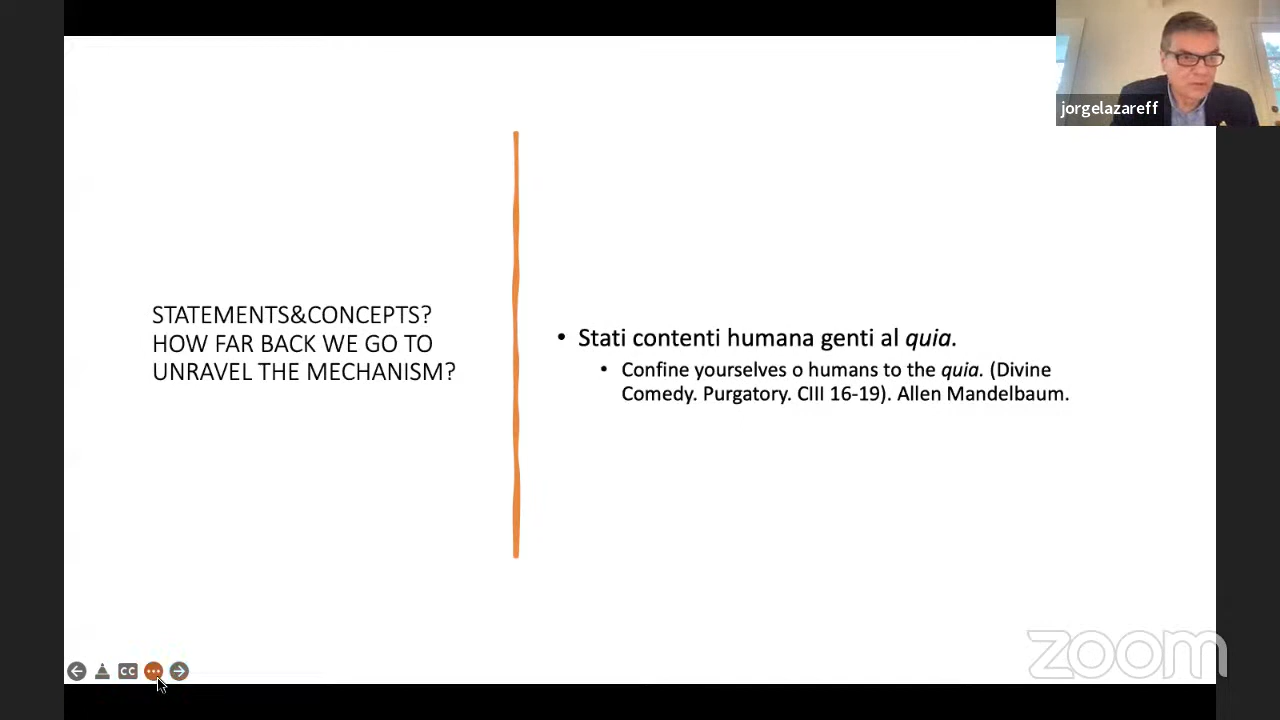 jorgelazareff
STATEMENTS&CONCEPTS?
HOW FAR BACK WE GO TO
UNRAVEL THE MECHANISM?
• Stati contenti humana genti al quia.
• Confine yourselves o humans to the quia. (Divine
Comedy. Purgatory. CIII 16-19). Allen Mandelbaum.
CC
zoom